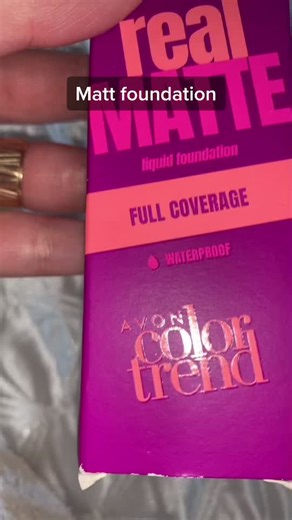 real
MATTE
Matt foundation
liquid foundation
FULL COVERAGE
WATERPROOF
AVON
color
trend